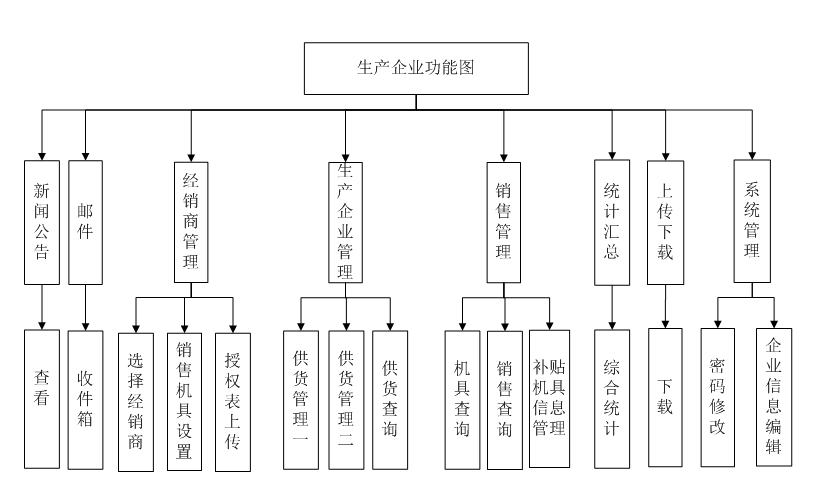 生产企业功能图
新闻公告
邮件
经销商管理
生产企业管理
销售管理
统计汇总
上传下载
系统管理
查看
收件箱
选择经销商
销售机具设置
授权表上传
供货管理一
供货管理二
供货查询
机具查询
销售查询
补贴机具信息管理
综合统计
下载
密码修改
企业信息编辑